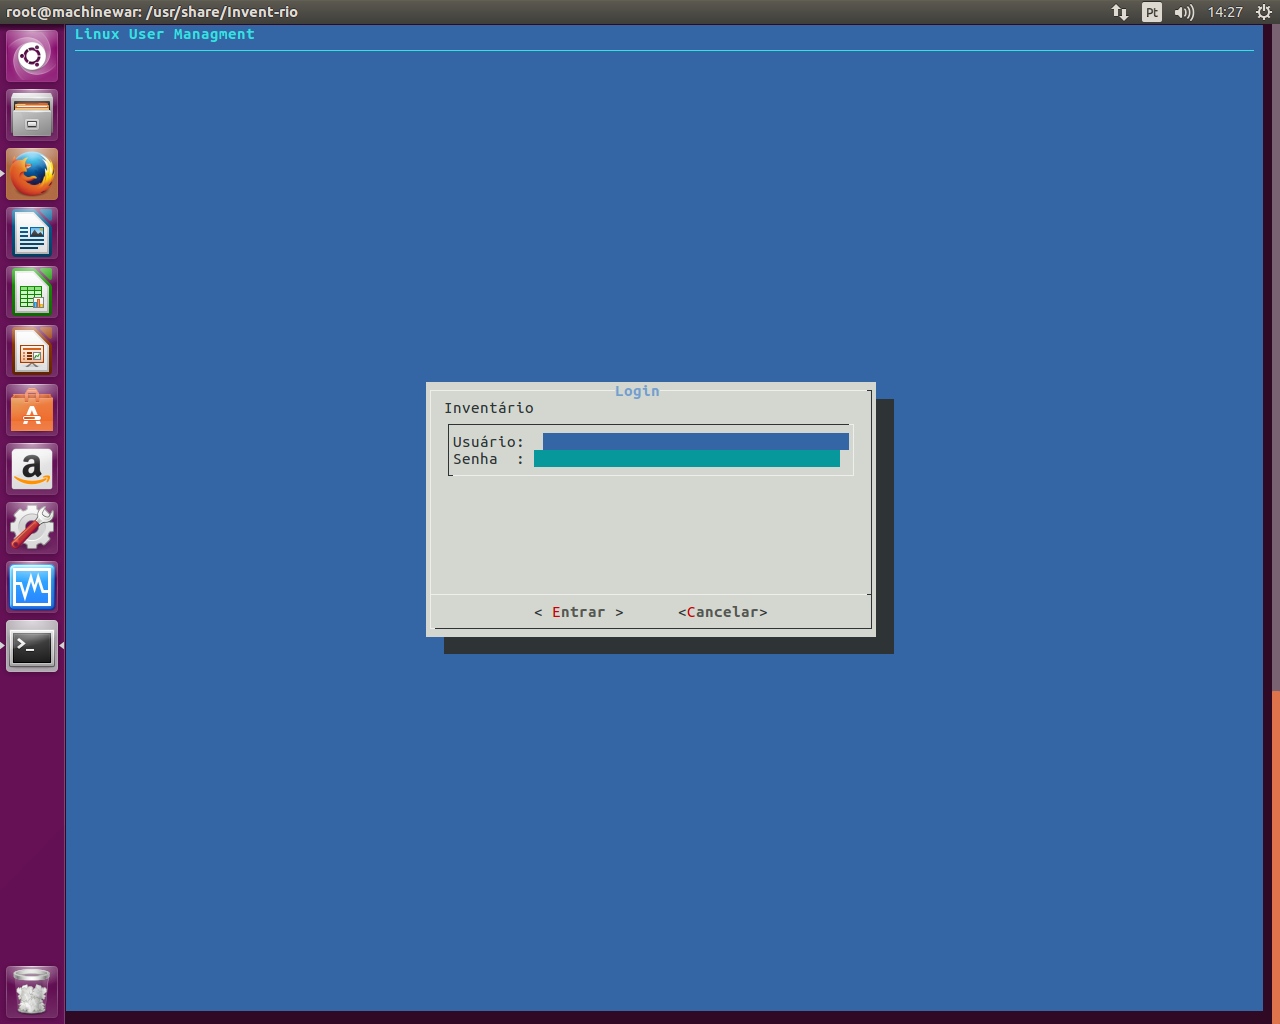 root@machinewar: /usr/share/Invent-rio
Pt
14:27
Linux User Managment
Login
Inventário
Usuário:
Senha  :
< Entrar >      <Cancelar>